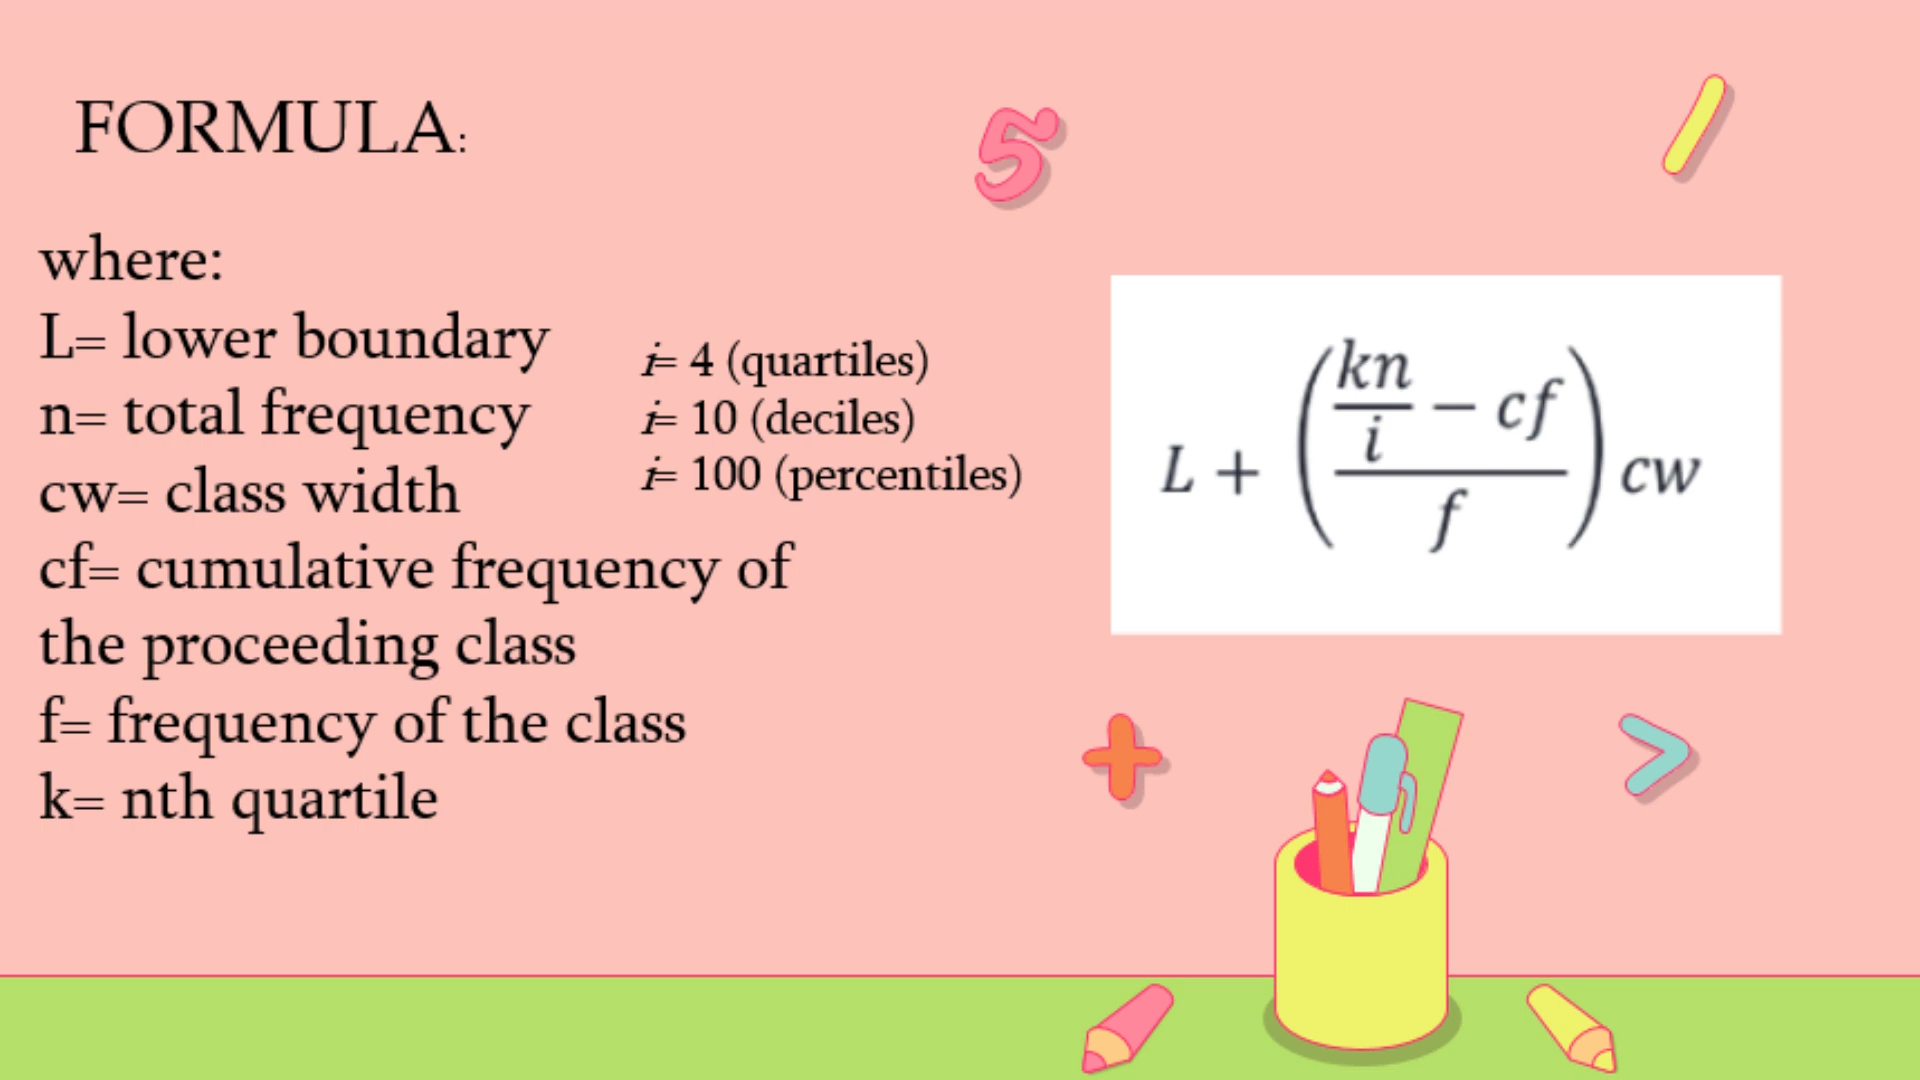 FORMULA:
5
where:
L= lower boundary
n= total frequency
cw= class width
cf= cumulative frequency of
the proceeding class
f= frequency of the class
k= nth quartile
i= 4 (quartiles)
i= 10 (deciles)
i= 100 (percentiles)
L + ((kn/i − cf)/f) cw
+
>